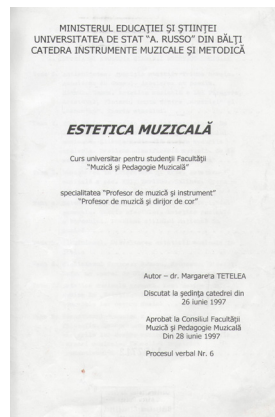 MINISTERUL EDUCAŢIEI ŞI ŞTIINŢEI
UNIVERSITATEA DE STAT "A. RUSSO" DIN BĂLŢI
CATEDRA INSTRUMENTE MUZICALE ŞI METODICĂ
ESTETICA MUZICALĂ
Curs universitar pentru studenţii Facultăţii
"Muzică şi Pedagogie Muzicală"
specialitatea "Profesor de muzică şi instrument"
"Profesor de muzică şi dirijor de cor"
Autor – dr. Margareta TETELEA
Discutat la şedinţa catedrei din
26 iunie 1997
Aprobat la Consiliul Facultăţii
Muzică şi Pedagogie Muzicală
Din 28 iunie 1997
Procesul verbal Nr. 6